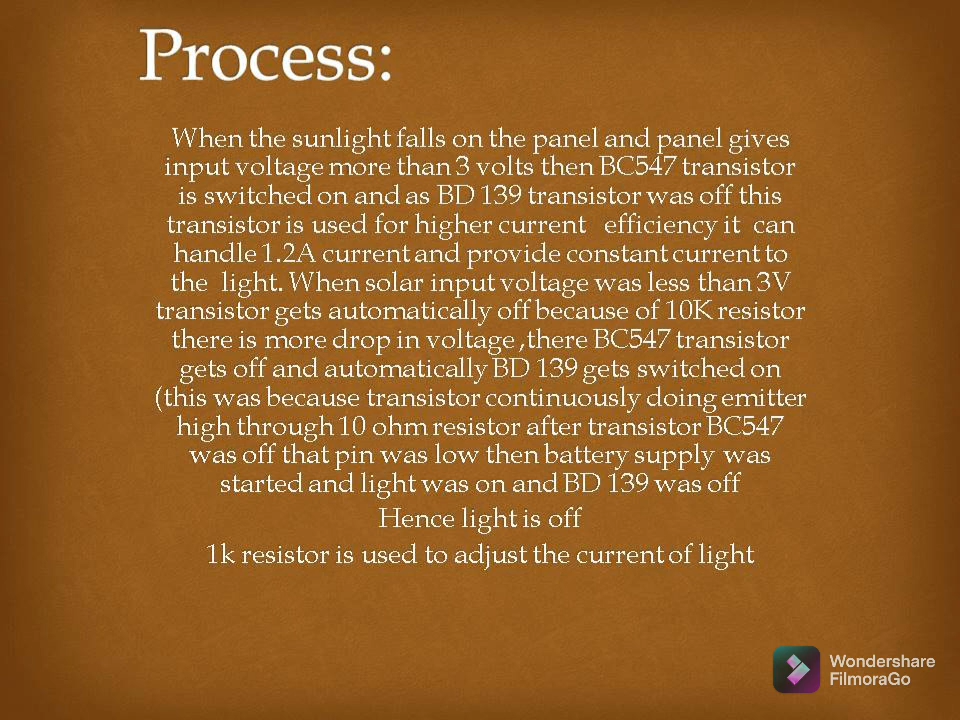 Process:
When the sunlight falls on the panel and panel gives
input voltage more than 3 volts then BC547 transistor
is switched on and as BD 139 transistor was off this
transistor is used for higher current efficiency it can
handle 1.2A current and provide constant current to
the light. When solar input voltage was less than 3V
transistor gets automatically off because of 10K resistor
there is more drop in voltage ,there BC547 transistor
gets off and automatically BD 139 gets switched on
(this was because transistor continuously doing emitter
high through 10 ohm resistor after transistor BC547
was off that pin was low then battery supply was
started and light was on and BD 139 was off
Hence light is off
1k resistor is used to adjust the current of light
Wondershare
FilmoraGo